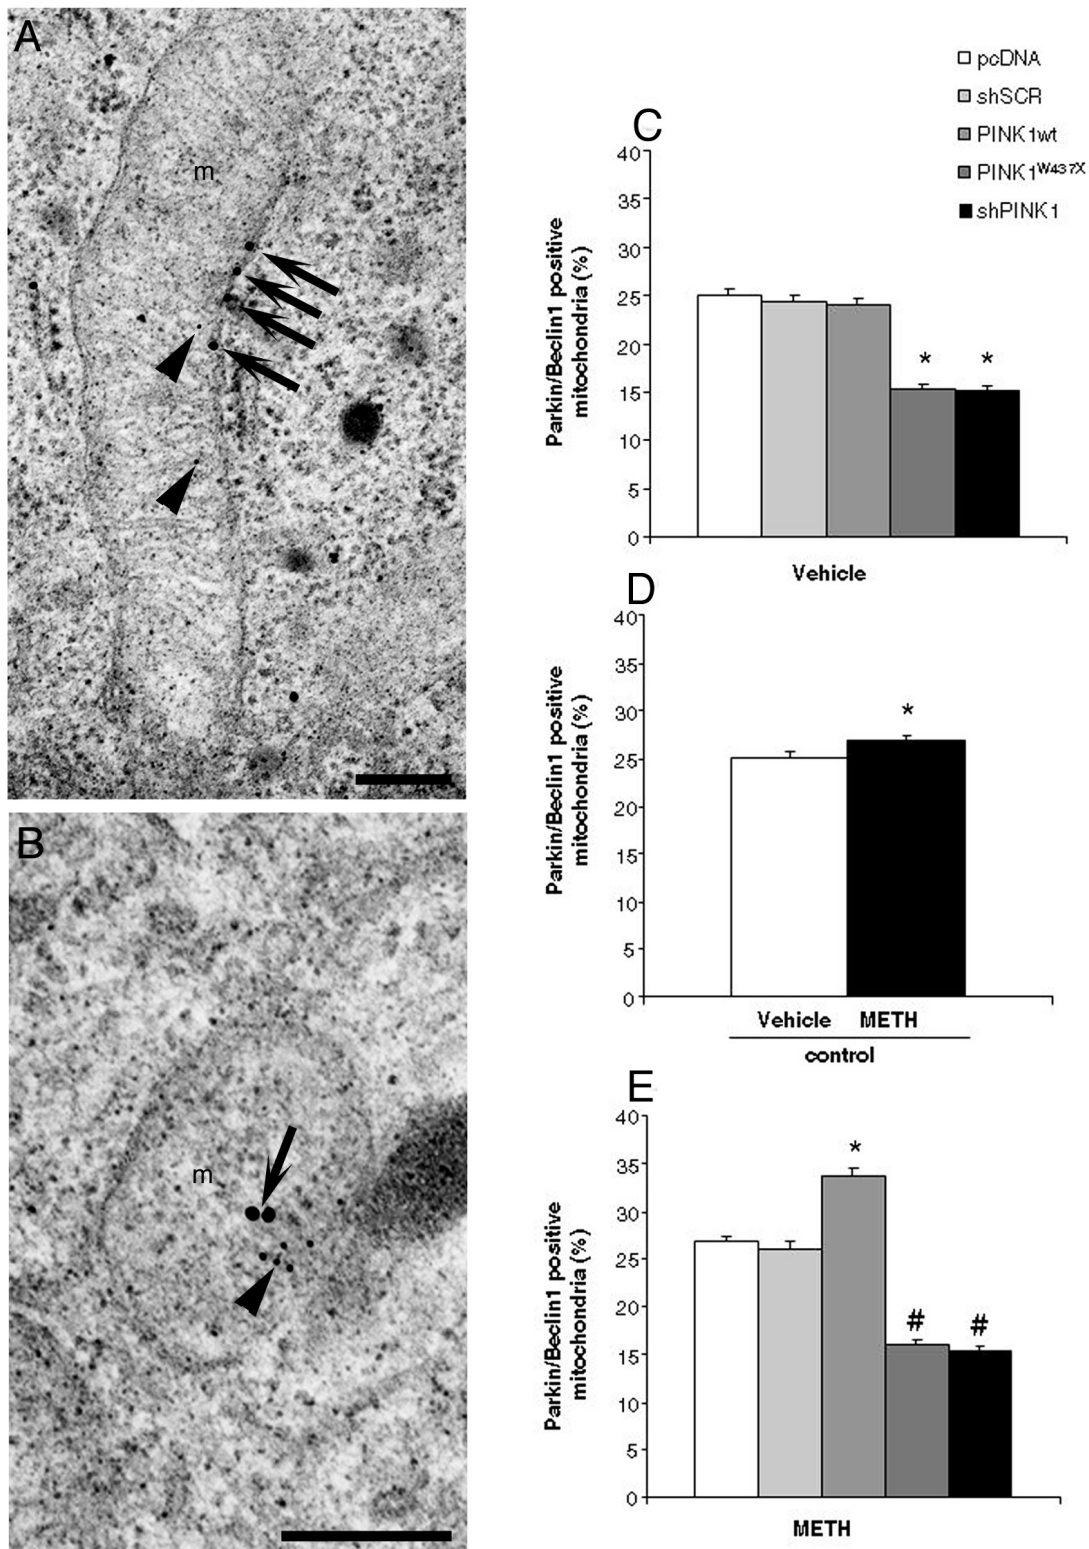 A
m
B
m
pcDNA
shSCR
PINK1wt
PINK1W437X
shPINK1
C
Parkin/Beclin1 positive
mitochondria (%)
40
35
30
25
20
15
10
5
0
*
*
Vehicle
D
Parkin/Beclin1 positive
mitochondria (%)
40
35
30
25
20
15
10
5
0
*
Vehicle METH
control
E
Parkin/Beclin1 positive
mitochondria (%)
40
35
30
25
20
15
10
5
0
*
#
#
METH